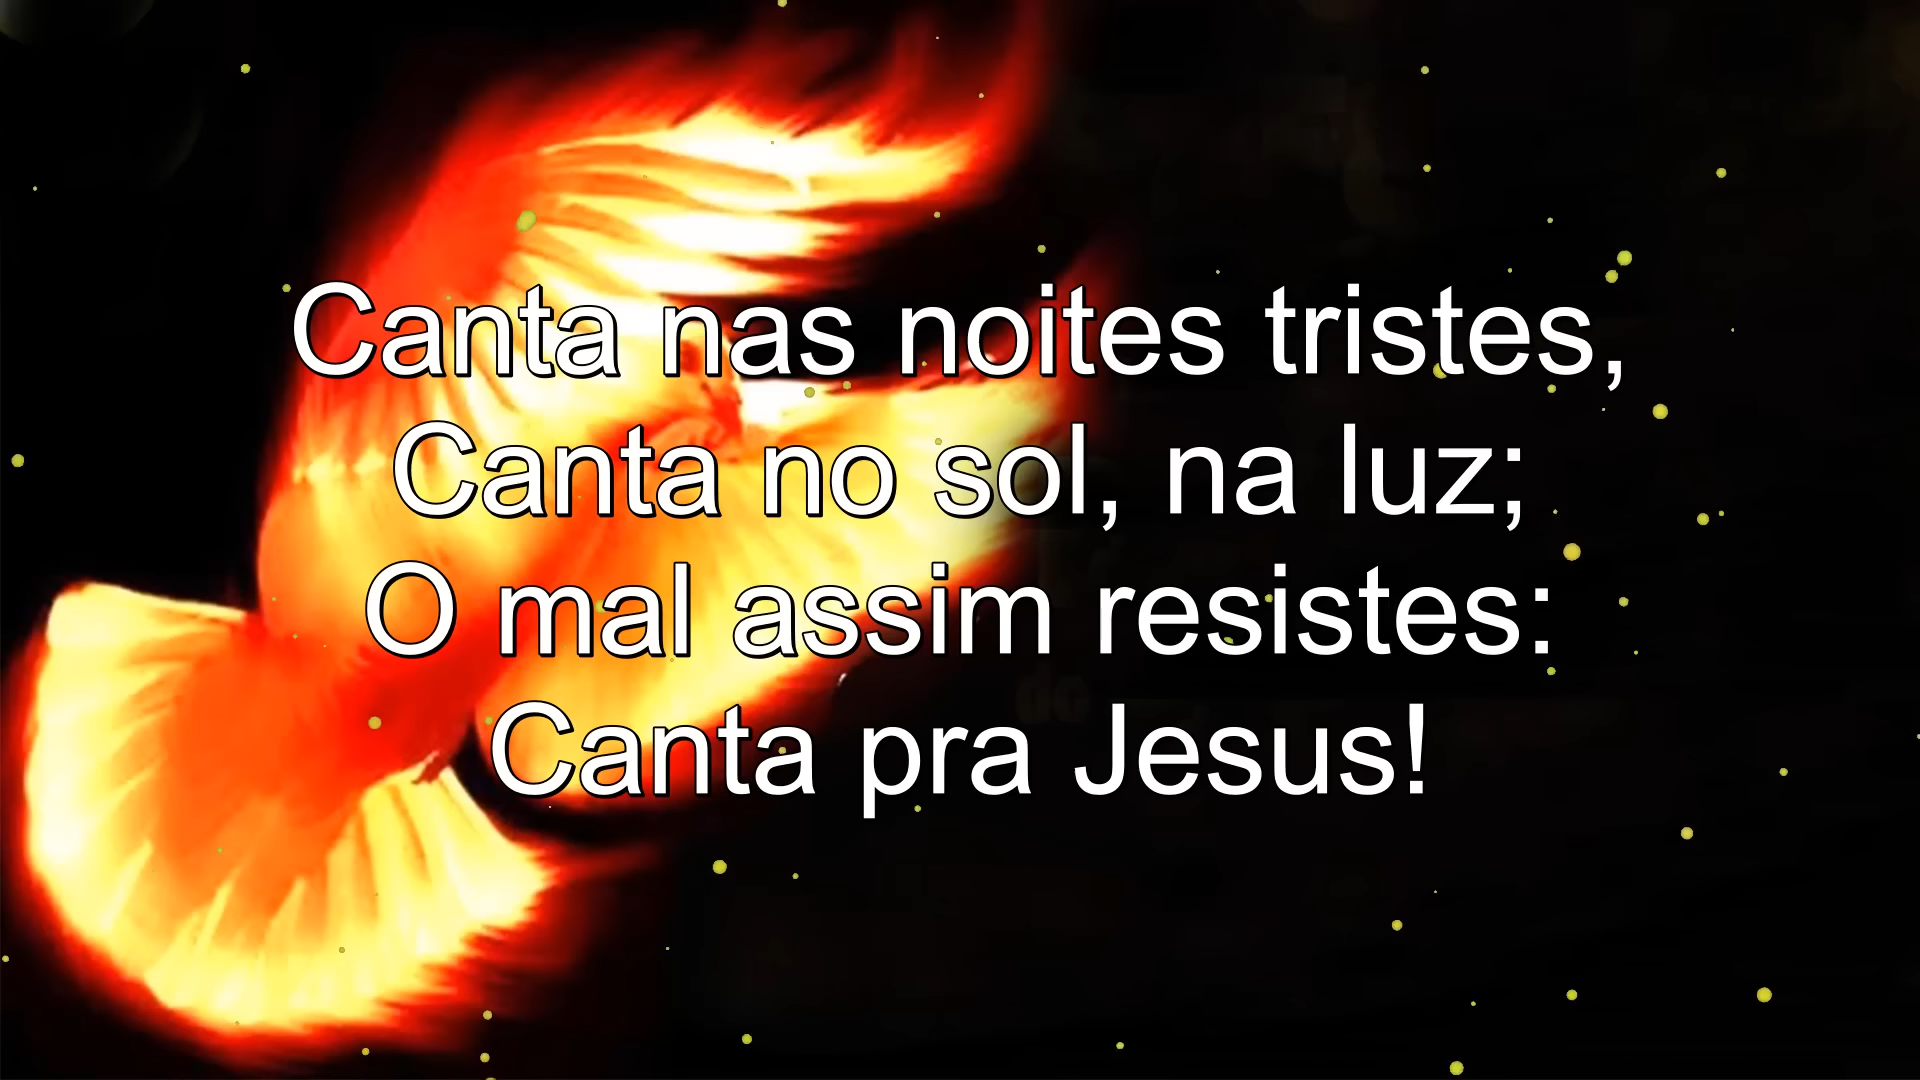 Canta nas noites tristes,
Canta no sol, na luz;
O mal assim resistes:
Canta pra Jesus!